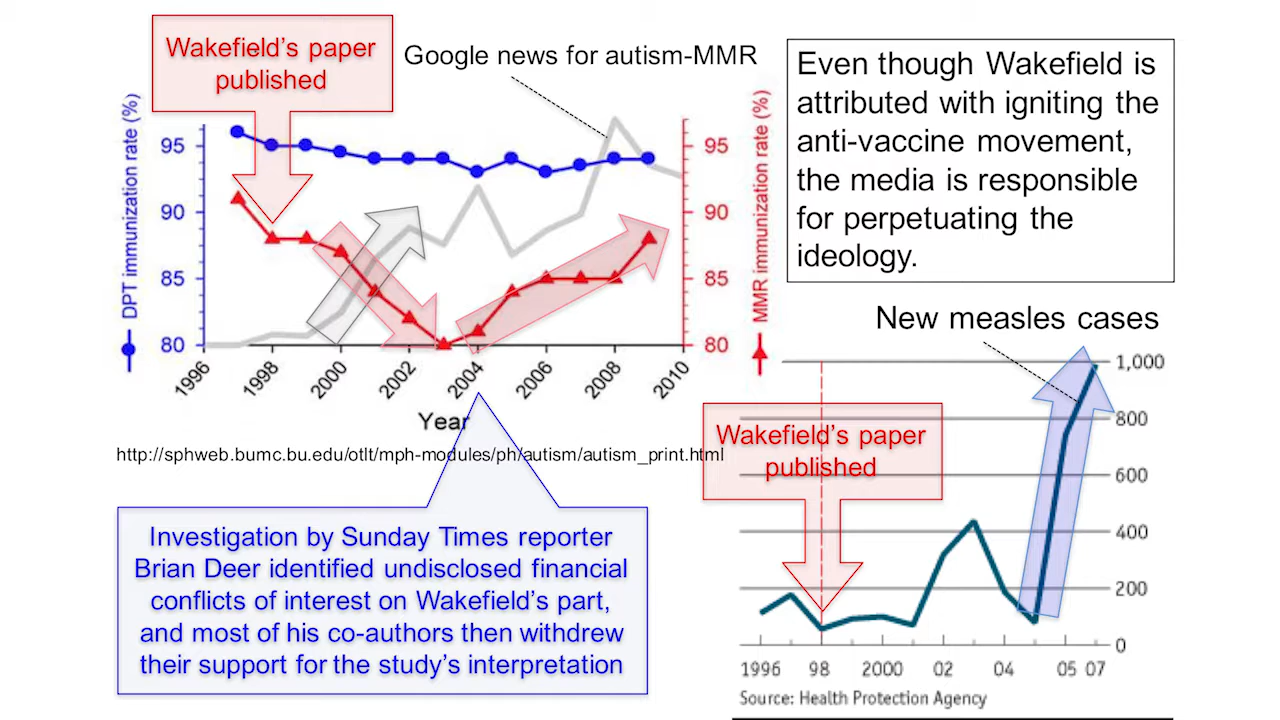 Wakefield's paper
published
Google news for autism-MMR
DPT immunization rate (%)
95
90
85
80
95
90
85
80
MMR immunization rate (%)
1996
1998
2000
2002
2004
2006
2008
2010
Year
http://sphweb.bumc.bu.edu/otlt/mph-modules/ph/autism/autism_print.html
Investigation by Sunday Times reporter
Brian Deer identified undisclosed financial
conflicts of interest on Wakefield's part,
and most of his co-authors then withdrew
their support for the study's interpretation
Even though Wakefield is
attributed with igniting the
anti-vaccine movement,
the media is responsible
for perpetuating the
ideology.
New measles cases
Wakefield's paper
published
1,000
800
600
400
200
0
1996 98 2000 02 04 05 07
Source: Health Protection Agency